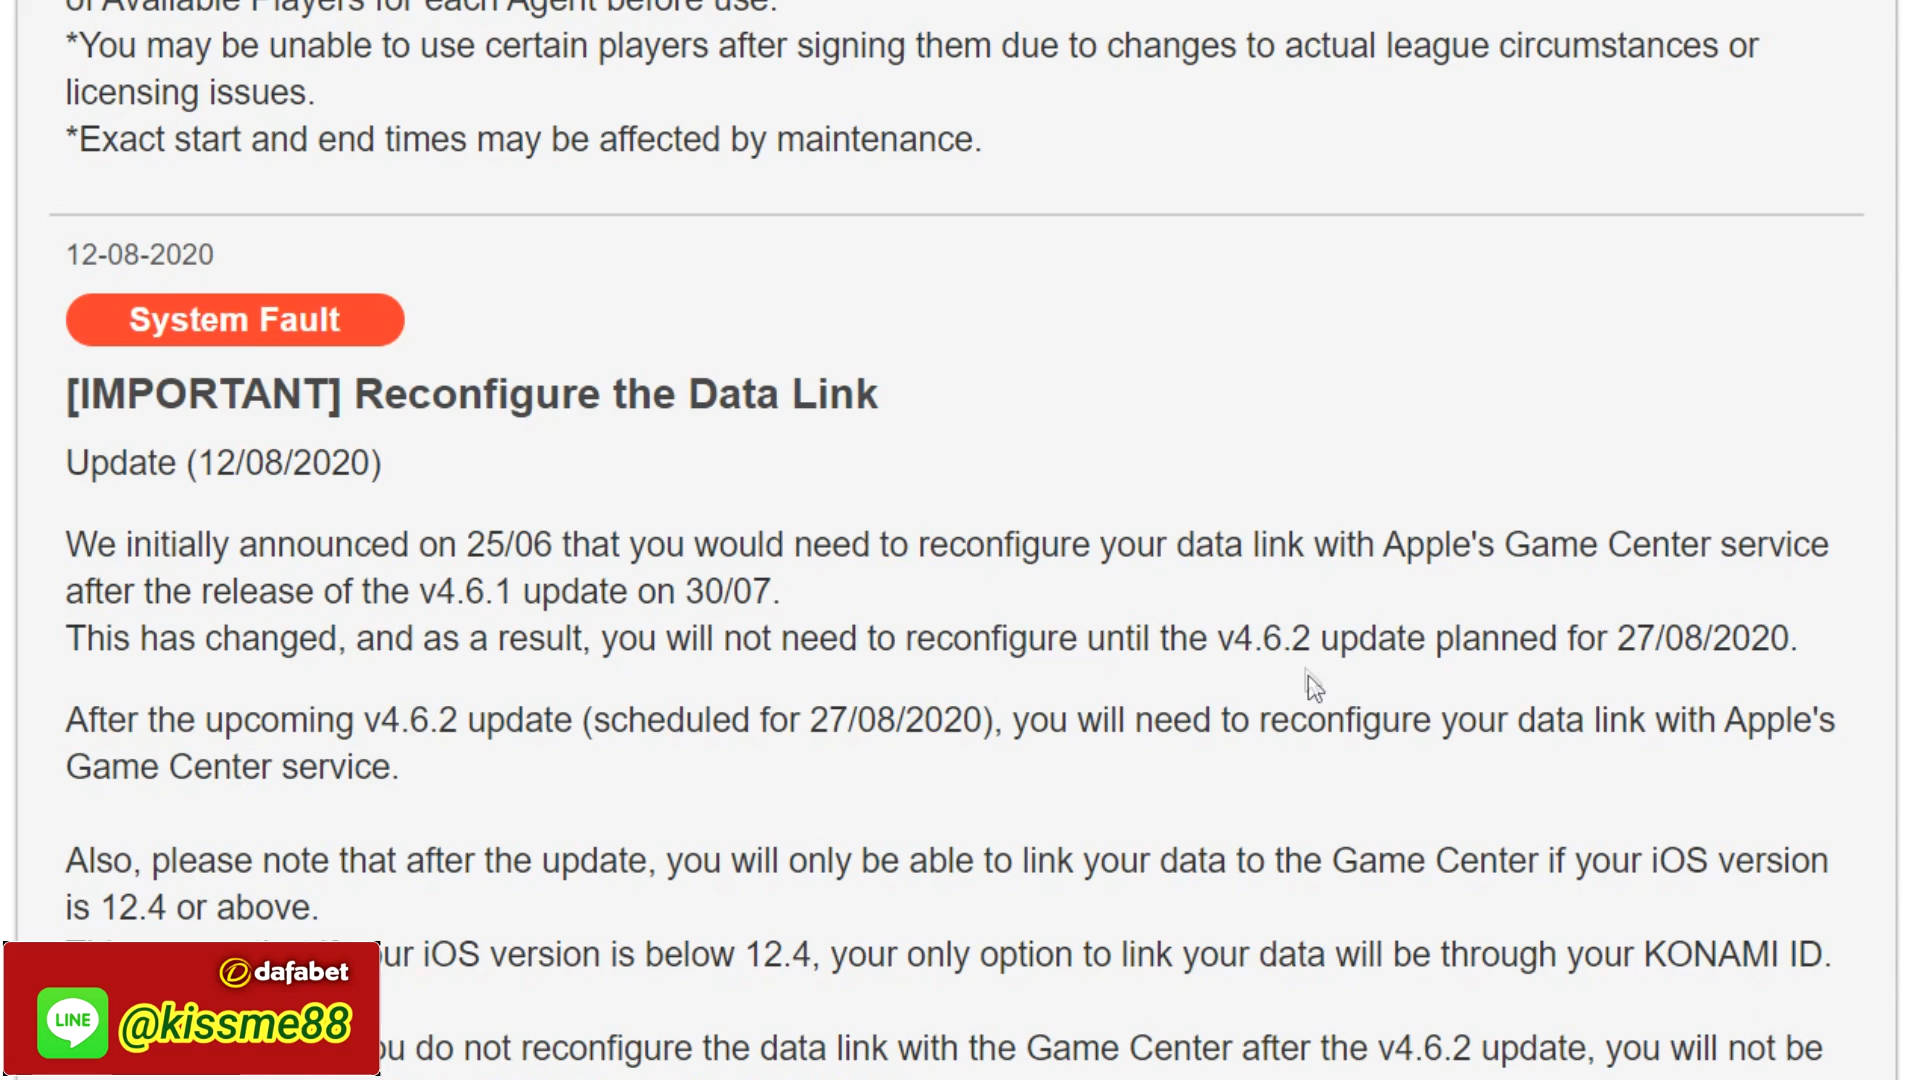 of Available Players for each Agent before use.
*You may be unable to use certain players after signing them due to changes to actual league circumstances or
licensing issues.
*Exact start and end times may be affected by maintenance.
12-08-2020
System Fault
[IMPORTANT] Reconfigure the Data Link
Update (12/08/2020)
We initially announced on 25/06 that you would need to reconfigure your data link with Apple's Game Center service
after the release of the v4.6.1 update on 30/07.
This has changed, and as a result, you will not need to reconfigure until the v4.6.2 update planned for 27/08/2020.
After the upcoming v4.6.2 update (scheduled for 27/08/2020), you will need to reconfigure your data link with Apple's
Game Center service.
Also, please note that after the update, you will only be able to link your data to the Game Center if your iOS version
is 12.4 or above.
iOS version is below 12.4, your only option to link your data will be through your KONAMI ID.
do not reconfigure the data link with the Game Center after the v4.6.2 update, you will not be
dafabet
LINE
@kissme88